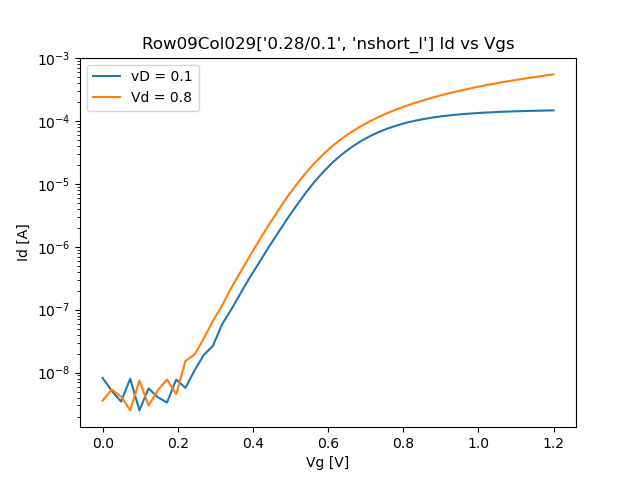 Row09Col029['0.28/0.1', 'nshort_l'] Id vs Vgs
vD = 0.1
Vd = 0.8
Id [A]
10⁻³
10⁻⁴
10⁻⁵
10⁻⁶
10⁻⁷
10⁻⁸
0.0 0.2 0.4 0.6 0.8 1.0 1.2
Vg [V]